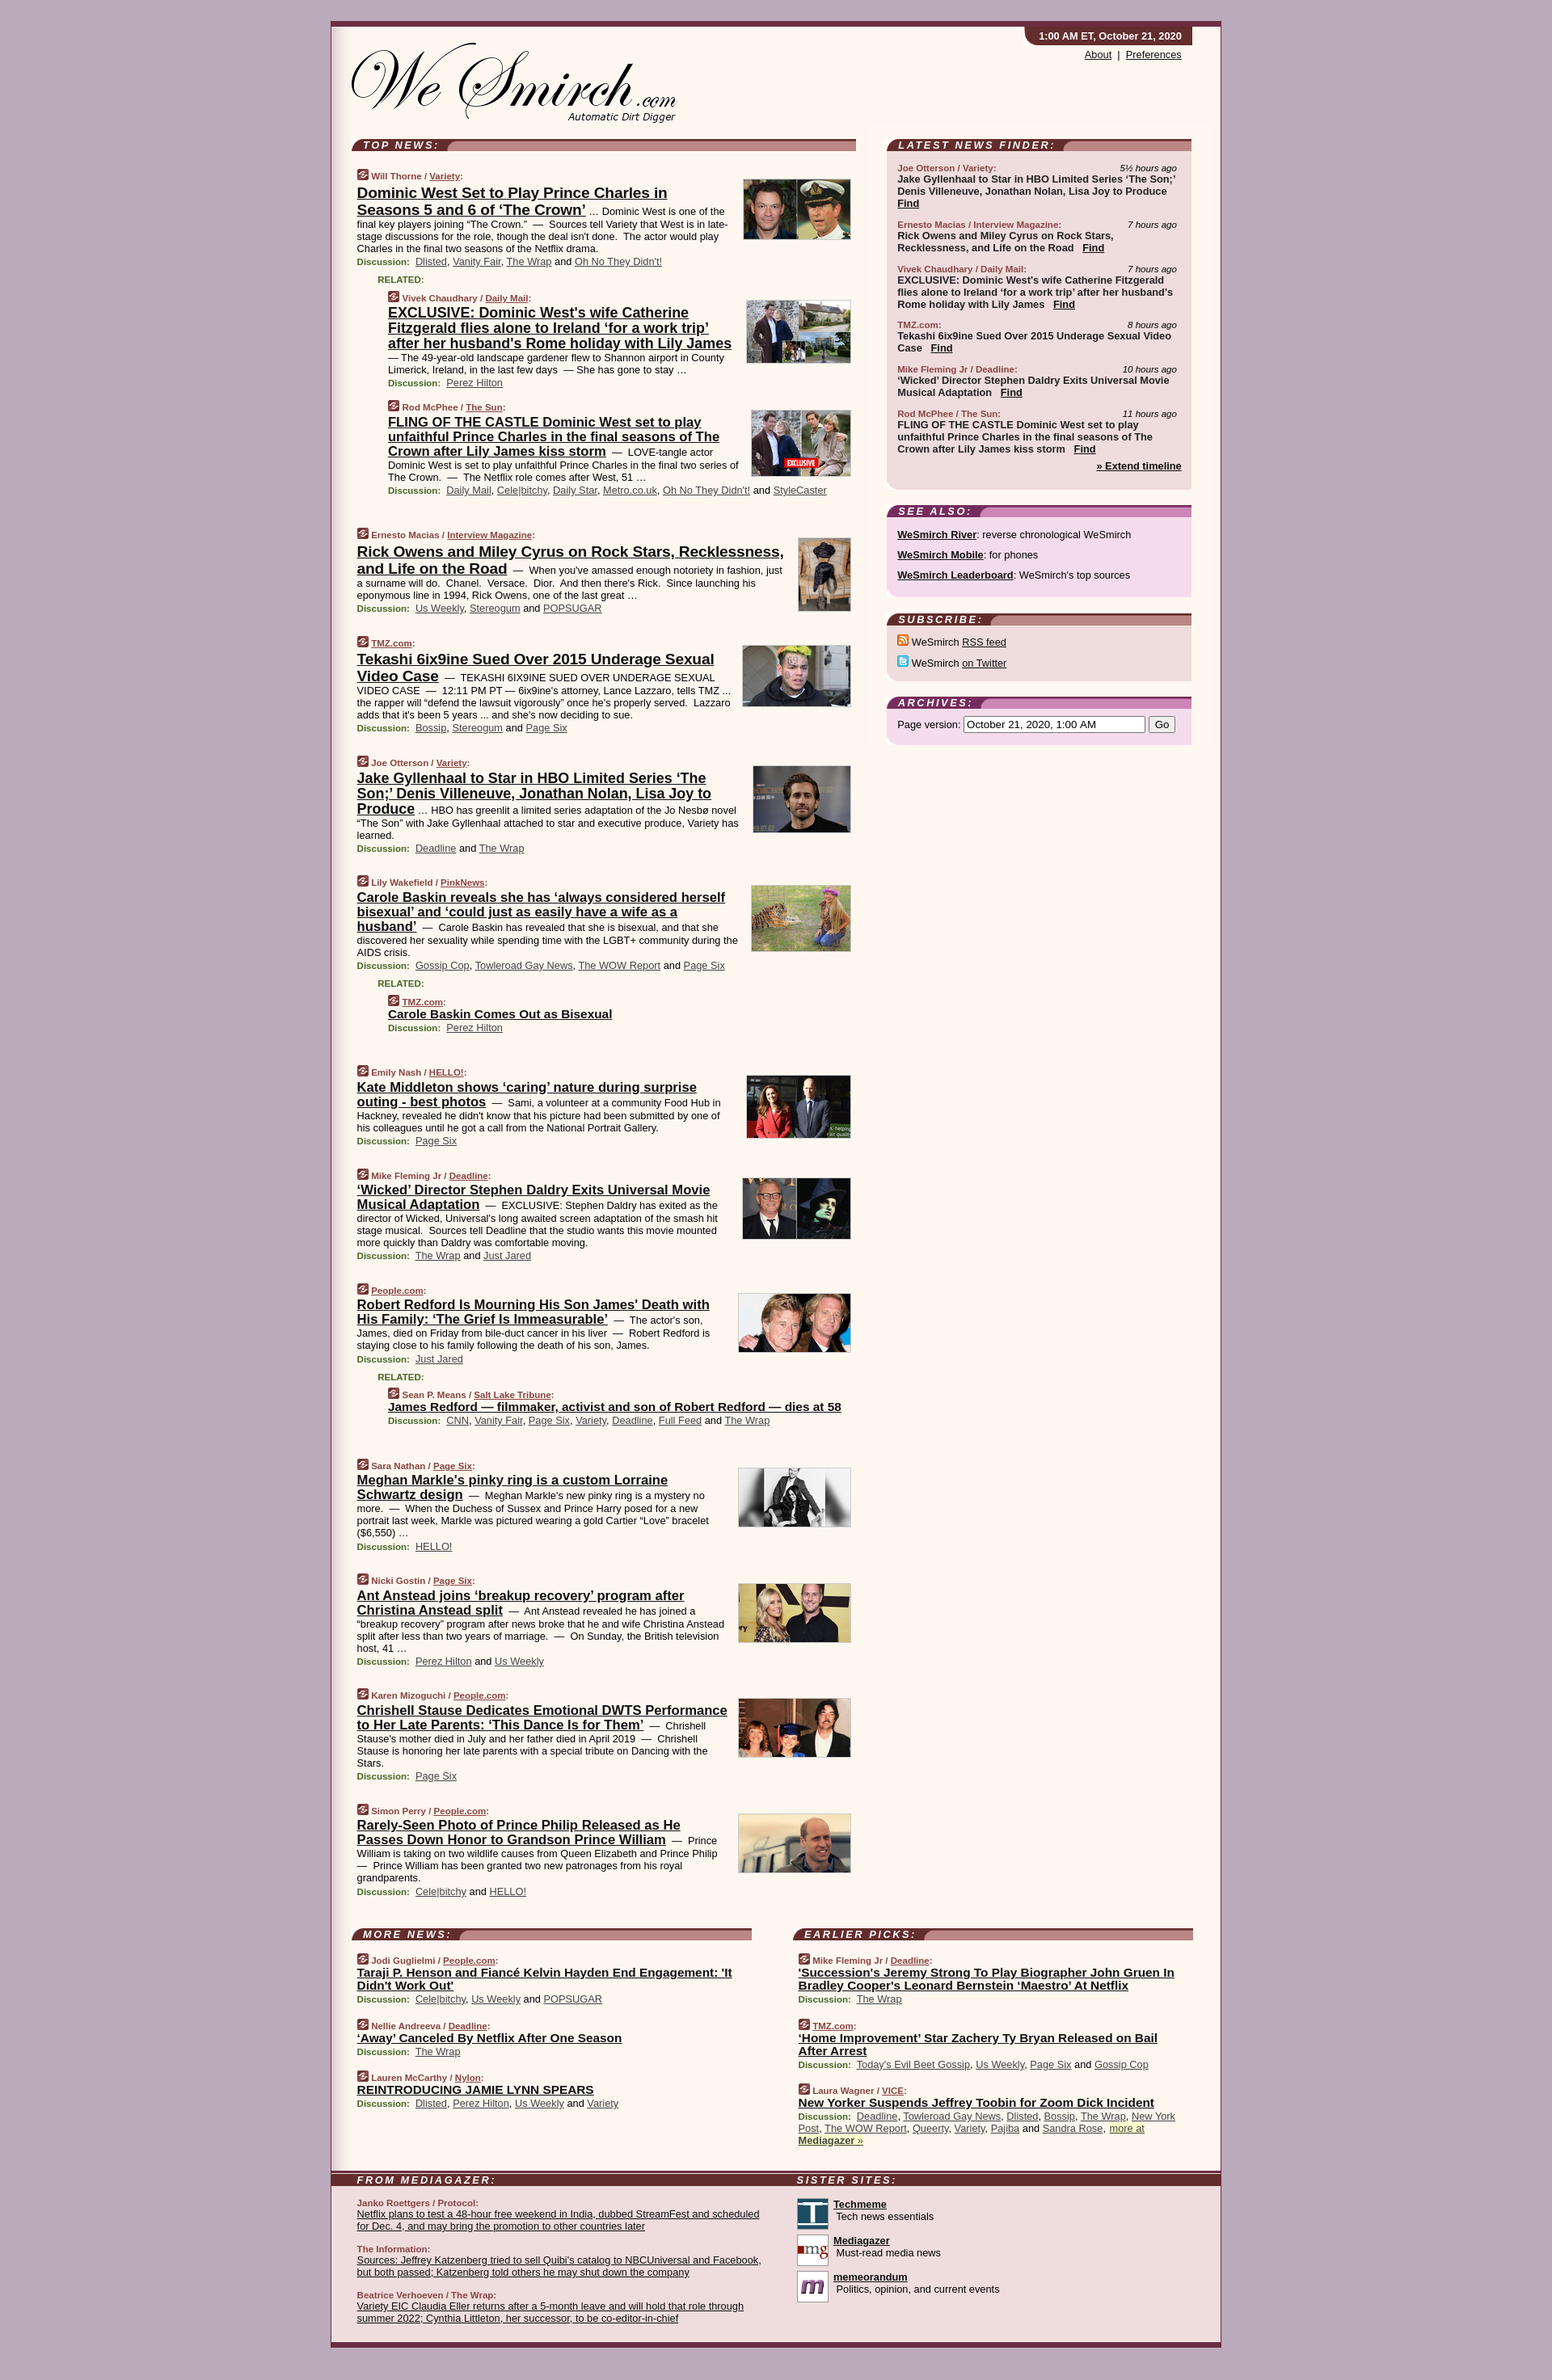 1:00 AM ET, October 21, 2020
About | Preferences
We Smirch .com
Automatic Dirt Digger
TOP NEWS:
Will Thorne / Variety:
Dominic West Set to Play Prince Charles in
Seasons 5 and 6 of ‘The Crown’ … Dominic West is one of the
final key players joining “The Crown.” — Sources tell Variety that West is in late-
stage discussions for the role, though the deal isn't done. The actor would play
Charles in the final two seasons of the Netflix drama.
Discussion: Dlisted, Vanity Fair, The Wrap and Oh No They Didn't!
RELATED:
Vivek Chaudhary / Daily Mail:
EXCLUSIVE: Dominic West's wife Catherine
Fitzgerald flies alone to Ireland ‘for a work trip’
after her husband's Rome holiday with Lily James
— The 49-year-old landscape gardener flew to Shannon airport in County
Limerick, Ireland, in the last few days — She has gone to stay …
Discussion: Perez Hilton
Rod McPhee / The Sun:
FLING OF THE CASTLE Dominic West set to play
unfaithful Prince Charles in the final seasons of The
Crown after Lily James kiss storm — LOVE-tangle actor
Dominic West is set to play unfaithful Prince Charles in the final two series of
The Crown. — The Netflix role comes after West, 51 …
EXCLUSIVE
Discussion: Daily Mail, Cele|bitchy, Daily Star, Metro.co.uk, Oh No They Didn't! and StyleCaster
Ernesto Macias / Interview Magazine:
Rick Owens and Miley Cyrus on Rock Stars, Recklessness,
and Life on the Road — When you've amassed enough notoriety in fashion, just
a surname will do. Chanel. Versace. Dior. And then there's Rick. Since launching his
eponymous line in 1994, Rick Owens, one of the last great …
Discussion: Us Weekly, Stereogum and POPSUGAR
TMZ.com:
Tekashi 6ix9ine Sued Over 2015 Underage Sexual
Video Case — TEKASHI 6IX9INE SUED OVER UNDERAGE SEXUAL
VIDEO CASE — 12:11 PM PT — 6ix9ine's attorney, Lance Lazzaro, tells TMZ ...
the rapper will “defend the lawsuit vigorously” once he's properly served. Lazzaro
adds that it's been 5 years ... and she's now deciding to sue.
Discussion: Bossip, Stereogum and Page Six
Joe Otterson / Variety:
Jake Gyllenhaal to Star in HBO Limited Series ‘The
Son;’ Denis Villeneuve, Jonathan Nolan, Lisa Joy to
Produce … HBO has greenlit a limited series adaptation of the Jo Nesbø novel
“The Son” with Jake Gyllenhaal attached to star and executive produce, Variety has
learned.
Discussion: Deadline and The Wrap
Lily Wakefield / PinkNews:
Carole Baskin reveals she has ‘always considered herself
bisexual’ and ‘could just as easily have a wife as a
husband’ — Carole Baskin has revealed that she is bisexual, and that she
discovered her sexuality while spending time with the LGBT+ community during the
AIDS crisis.
Discussion: Gossip Cop, Towleroad Gay News, The WOW Report and Page Six
RELATED:
TMZ.com:
Carole Baskin Comes Out as Bisexual
Discussion: Perez Hilton
Emily Nash / HELLO!:
Kate Middleton shows ‘caring’ nature during surprise
outing - best photos — Sami, a volunteer at a community Food Hub in
Hackney, revealed he didn't know that his picture had been submitted by one of
his colleagues until he got a call from the National Portrait Gallery.
Discussion: Page Six
Mike Fleming Jr / Deadline:
‘Wicked’ Director Stephen Daldry Exits Universal Movie
Musical Adaptation — EXCLUSIVE: Stephen Daldry has exited as the
director of Wicked, Universal's long awaited screen adaptation of the smash hit
stage musical. Sources tell Deadline that the studio wants this movie mounted
more quickly than Daldry was comfortable moving.
Discussion: The Wrap and Just Jared
People.com:
Robert Redford Is Mourning His Son James' Death with
His Family: ‘The Grief Is Immeasurable’ — The actor's son,
James, died on Friday from bile-duct cancer in his liver — Robert Redford is
staying close to his family following the death of his son, James.
Discussion: Just Jared
RELATED:
Sean P. Means / Salt Lake Tribune:
James Redford — filmmaker, activist and son of Robert Redford — dies at 58
Discussion: CNN, Vanity Fair, Page Six, Variety, Deadline, Full Feed and The Wrap
Sara Nathan / Page Six:
Meghan Markle's pinky ring is a custom Lorraine
Schwartz design — Meghan Markle's new pinky ring is a mystery no
more. — When the Duchess of Sussex and Prince Harry posed for a new
portrait last week, Markle was pictured wearing a gold Cartier “Love” bracelet
($6,550) …
Discussion: HELLO!
Nicki Gostin / Page Six:
Ant Anstead joins ‘breakup recovery’ program after
Christina Anstead split — Ant Anstead revealed he has joined a
“breakup recovery” program after news broke that he and wife Christina Anstead
split after less than two years of marriage. — On Sunday, the British television
host, 41 …
Discussion: Perez Hilton and Us Weekly
Karen Mizoguchi / People.com:
Chrishell Stause Dedicates Emotional DWTS Performance
to Her Late Parents: ‘This Dance Is for Them’ — Chrishell
Stause's mother died in July and her father died in April 2019 — Chrishell
Stause is honoring her late parents with a special tribute on Dancing with the
Stars.
Discussion: Page Six
Simon Perry / People.com:
Rarely-Seen Photo of Prince Philip Released as He
Passes Down Honor to Grandson Prince William — Prince
William is taking on two wildlife causes from Queen Elizabeth and Prince Philip
— Prince William has been granted two new patronages from his royal
grandparents.
Discussion: Cele|bitchy and HELLO!
LATEST NEWS FINDER:
Joe Otterson / Variety: 5½ hours ago
Jake Gyllenhaal to Star in HBO Limited Series ‘The Son;’
Denis Villeneuve, Jonathan Nolan, Lisa Joy to Produce
Find
Ernesto Macias / Interview Magazine: 7 hours ago
Rick Owens and Miley Cyrus on Rock Stars,
Recklessness, and Life on the Road Find
Vivek Chaudhary / Daily Mail: 7 hours ago
EXCLUSIVE: Dominic West's wife Catherine Fitzgerald
flies alone to Ireland ‘for a work trip’ after her husband's
Rome holiday with Lily James Find
TMZ.com: 8 hours ago
Tekashi 6ix9ine Sued Over 2015 Underage Sexual Video
Case Find
Mike Fleming Jr / Deadline: 10 hours ago
‘Wicked’ Director Stephen Daldry Exits Universal Movie
Musical Adaptation Find
Rod McPhee / The Sun: 11 hours ago
FLING OF THE CASTLE Dominic West set to play
unfaithful Prince Charles in the final seasons of The
Crown after Lily James kiss storm Find
» Extend timeline
SEE ALSO:
WeSmirch River: reverse chronological WeSmirch
WeSmirch Mobile: for phones
WeSmirch Leaderboard: WeSmirch's top sources
SUBSCRIBE:
WeSmirch RSS feed
WeSmirch on Twitter
ARCHIVES:
Page version: October 21, 2020, 1:00 AM Go
MORE NEWS:
Jodi Guglielmi / People.com:
Taraji P. Henson and Fiancé Kelvin Hayden End Engagement: 'It
Didn't Work Out'
Discussion: Cele|bitchy, Us Weekly and POPSUGAR
Nellie Andreeva / Deadline:
‘Away’ Canceled By Netflix After One Season
Discussion: The Wrap
Lauren McCarthy / Nylon:
REINTRODUCING JAMIE LYNN SPEARS
Discussion: Dlisted, Perez Hilton, Us Weekly and Variety
EARLIER PICKS:
Mike Fleming Jr / Deadline:
'Succession's Jeremy Strong To Play Biographer John Gruen In
Bradley Cooper's Leonard Bernstein ‘Maestro’ At Netflix
Discussion: The Wrap
TMZ.com:
‘Home Improvement’ Star Zachery Ty Bryan Released on Bail
After Arrest
Discussion: Today's Evil Beet Gossip, Us Weekly, Page Six and Gossip Cop
Laura Wagner / VICE:
New Yorker Suspends Jeffrey Toobin for Zoom Dick Incident
Discussion: Deadline, Towleroad Gay News, Dlisted, Bossip, The Wrap, New York
Post, The WOW Report, Queerty, Variety, Pajiba and Sandra Rose, more at
Mediagazer »
FROM MEDIAGAZER:
Janko Roettgers / Protocol:
Netflix plans to test a 48-hour free weekend in India, dubbed StreamFest and scheduled
for Dec. 4, and may bring the promotion to other countries later
The Information:
Sources: Jeffrey Katzenberg tried to sell Quibi's catalog to NBCUniversal and Facebook,
but both passed; Katzenberg told others he may shut down the company
Beatrice Verhoeven / The Wrap:
Variety EIC Claudia Eller returns after a 5-month leave and will hold that role through
summer 2022; Cynthia Littleton, her successor, to be co-editor-in-chief
SISTER SITES:
T
Techmeme
Tech news essentials
mg
Mediagazer
Must-read media news
m
memeorandum
Politics, opinion, and current events